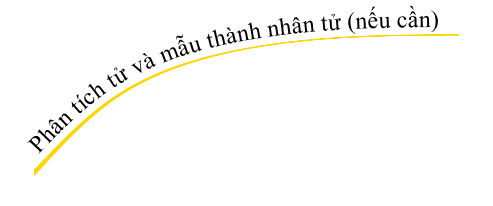 Phân tích tử và mẫu thành nhân tử (nếu cần)